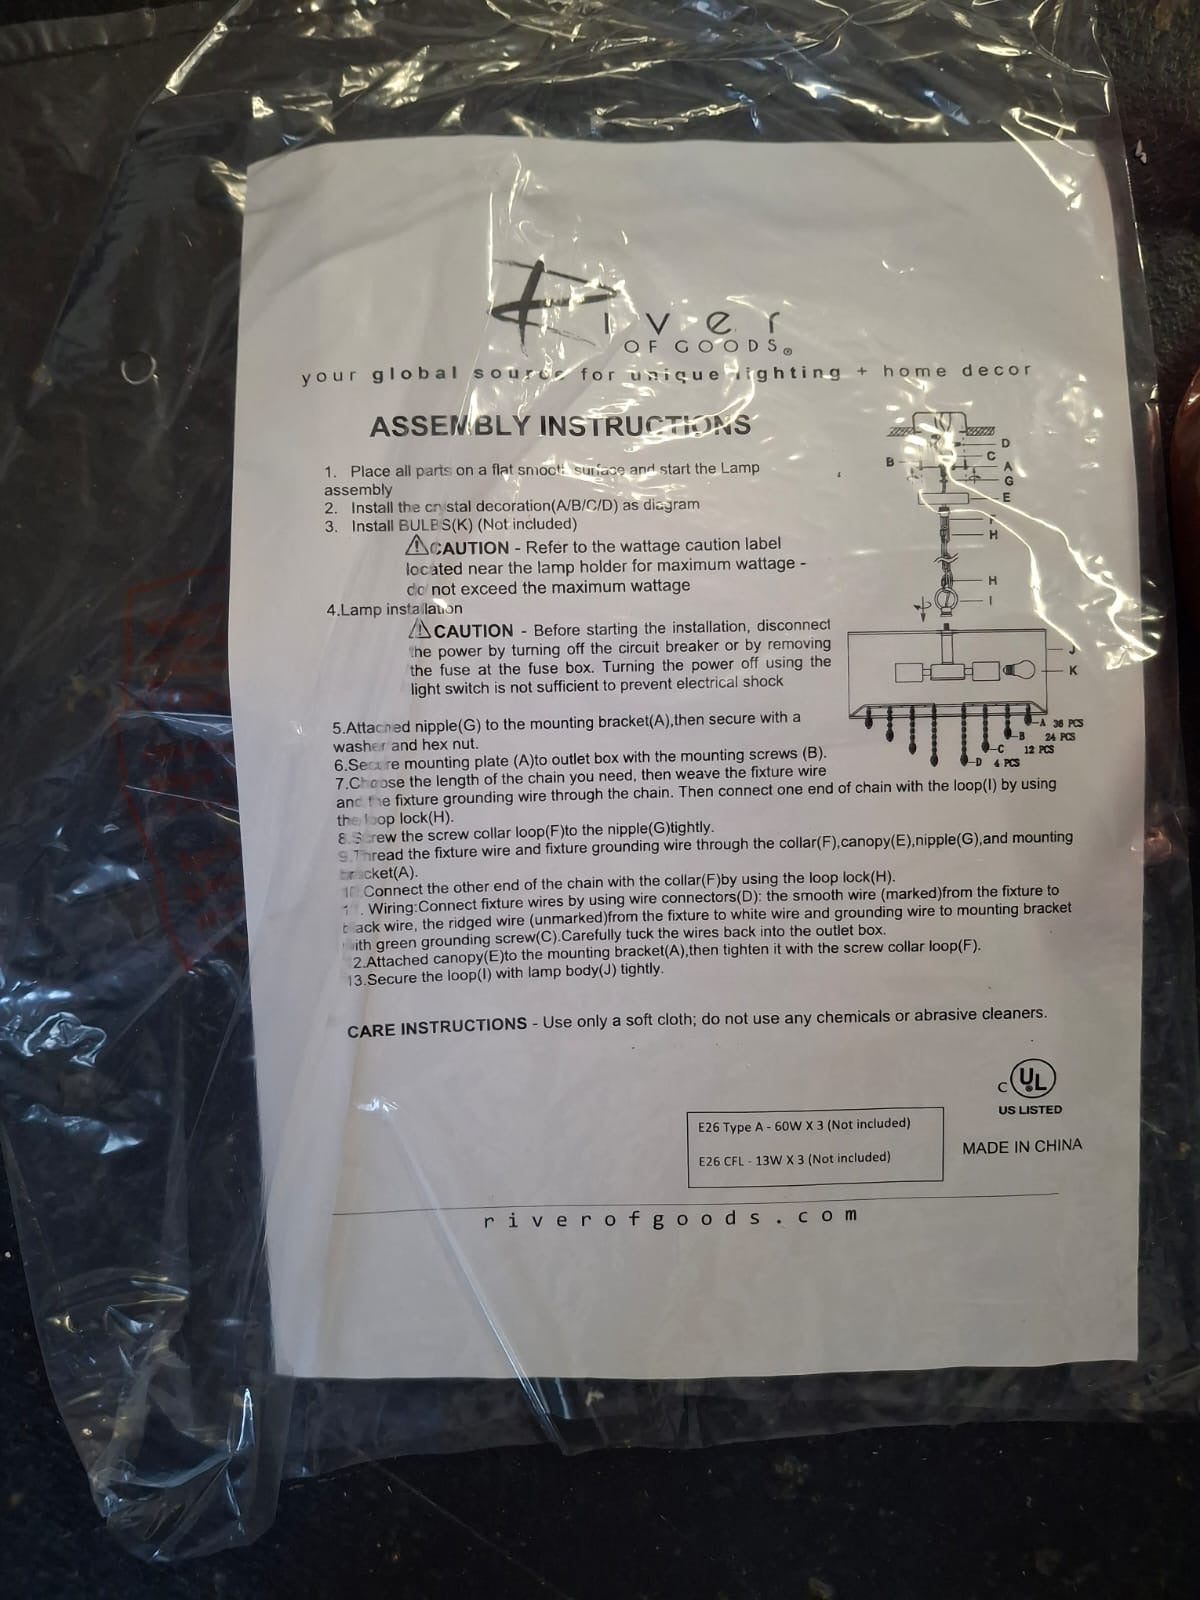 River
OF GOODS®
your global source for unique lighting + home decor
ASSEMBLY INSTRUCTIONS
1. Place all parts on a flat smooth surface and start the Lamp
assembly
2. Install the crystal decoration(A/B/C/D) as diagram
3. Install BULBS(K) (Not included)
⚠CAUTION - Refer to the wattage caution label
located near the lamp holder for maximum wattage -
do not exceed the maximum wattage
4.Lamp installation
⚠CAUTION - Before starting the installation, disconnect
the power by turning off the circuit breaker or by removing
the fuse at the fuse box. Turning the power off using the
light switch is not sufficient to prevent electrical shock
5.Attached nipple(G) to the mounting bracket(A),then secure with a
washer and hex nut.
6.Secure mounting plate (A)to outlet box with the mounting screws (B).
7.Choose the length of the chain you need, then weave the fixture wire
and the fixture grounding wire through the chain. Then connect one end of chain with the loop(I) by using
the loop lock(H).
8.Screw the screw collar loop(F)to the nipple(G)tightly.
9.Thread the fixture wire and fixture grounding wire through the collar(F),canopy(E),nipple(G),and mounting
bracket(A).
10.Connect the other end of the chain with the collar(F)by using the loop lock(H).
11. Wiring:Connect fixture wires by using wire connectors(D): the smooth wire (marked)from the fixture to
black wire, the ridged wire (unmarked)from the fixture to white wire and grounding wire to mounting bracket
with green grounding screw(C).Carefully tuck the wires back into the outlet box.
12.Attached canopy(E)to the mounting bracket(A),then tighten it with the screw collar loop(F).
13.Secure the loop(I) with lamp body(J) tightly.
D
C
B
A
G
E
F
H
H
I
J
K
A 36 PCS
B 24 PCS
C 12 PCS
D 4 PCS
CARE INSTRUCTIONS - Use only a soft cloth; do not use any chemicals or abrasive cleaners.
C UL
US LISTED
E26 Type A - 60W X 3 (Not included)
E26 CFL - 13W X 3 (Not included)
MADE IN CHINA
riverofgoods.com